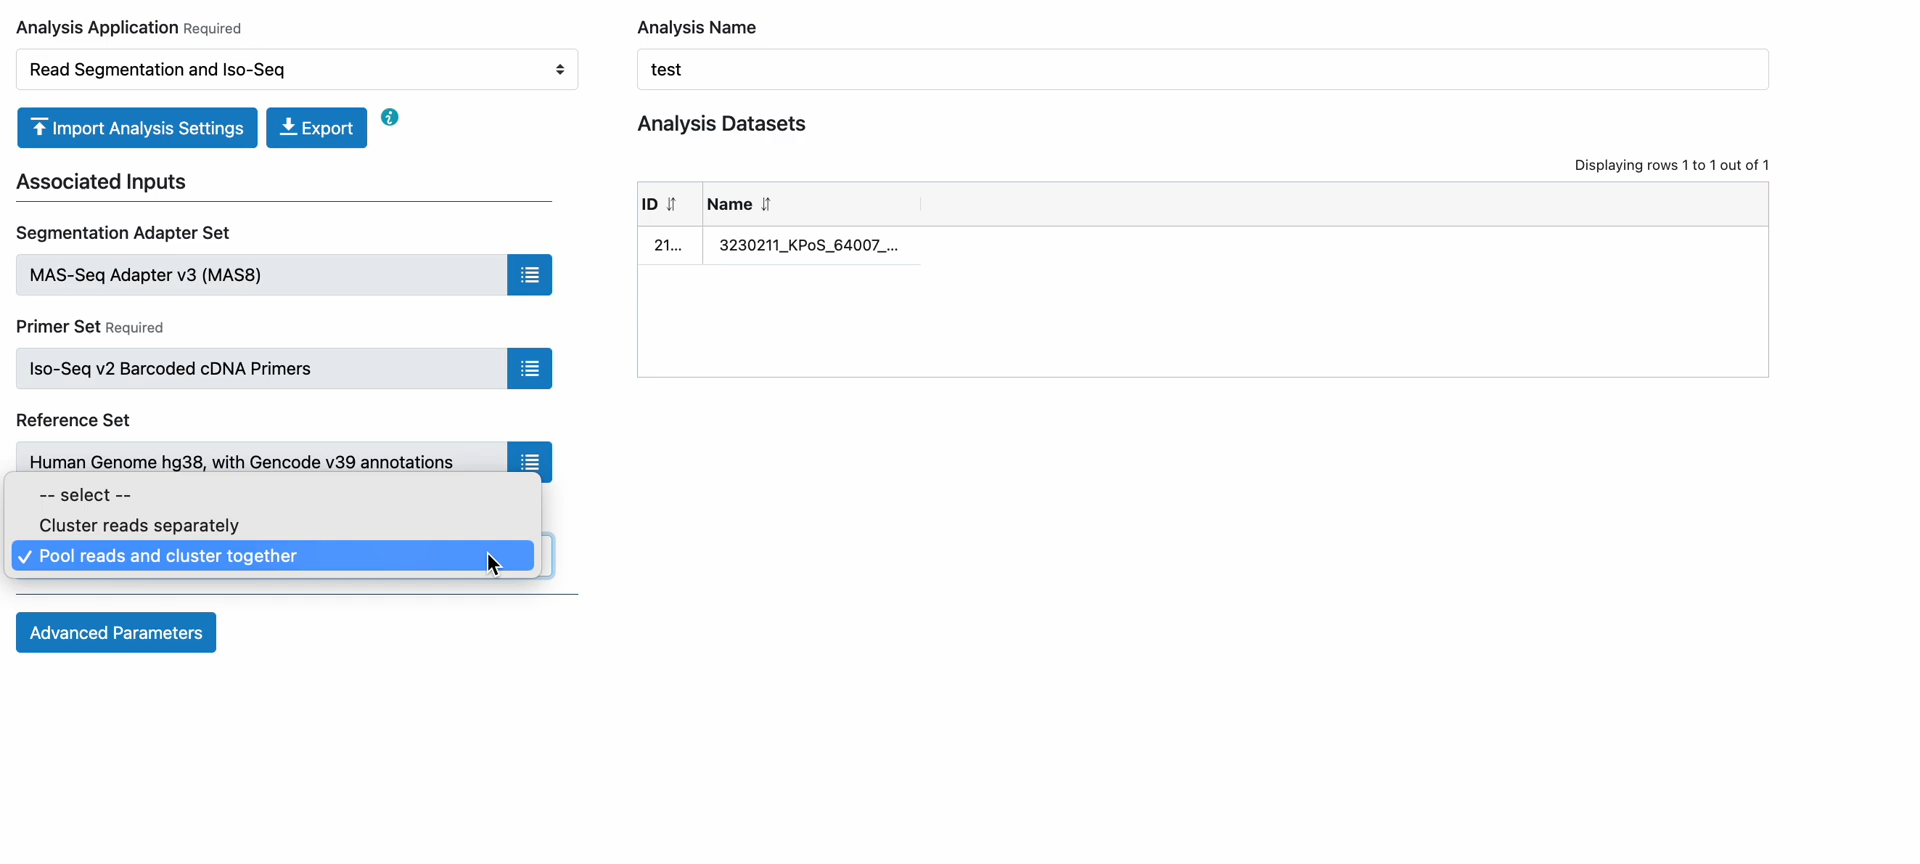 Analysis Application Required
Read Segmentation and Iso-Seq
Import Analysis Settings
Export
i
Associated Inputs
Segmentation Adapter Set
MAS-Seq Adapter v3 (MAS8)
Primer Set Required
Iso-Seq v2 Barcoded cDNA Primers
Reference Set
Human Genome hg38, with Gencode v39 annotations
-- select --
Cluster reads separately
Pool reads and cluster together
Advanced Parameters
Analysis Name
test
Analysis Datasets
Displaying rows 1 to 1 out of 1
ID Name
21... 3230211_KPoS_64007_...